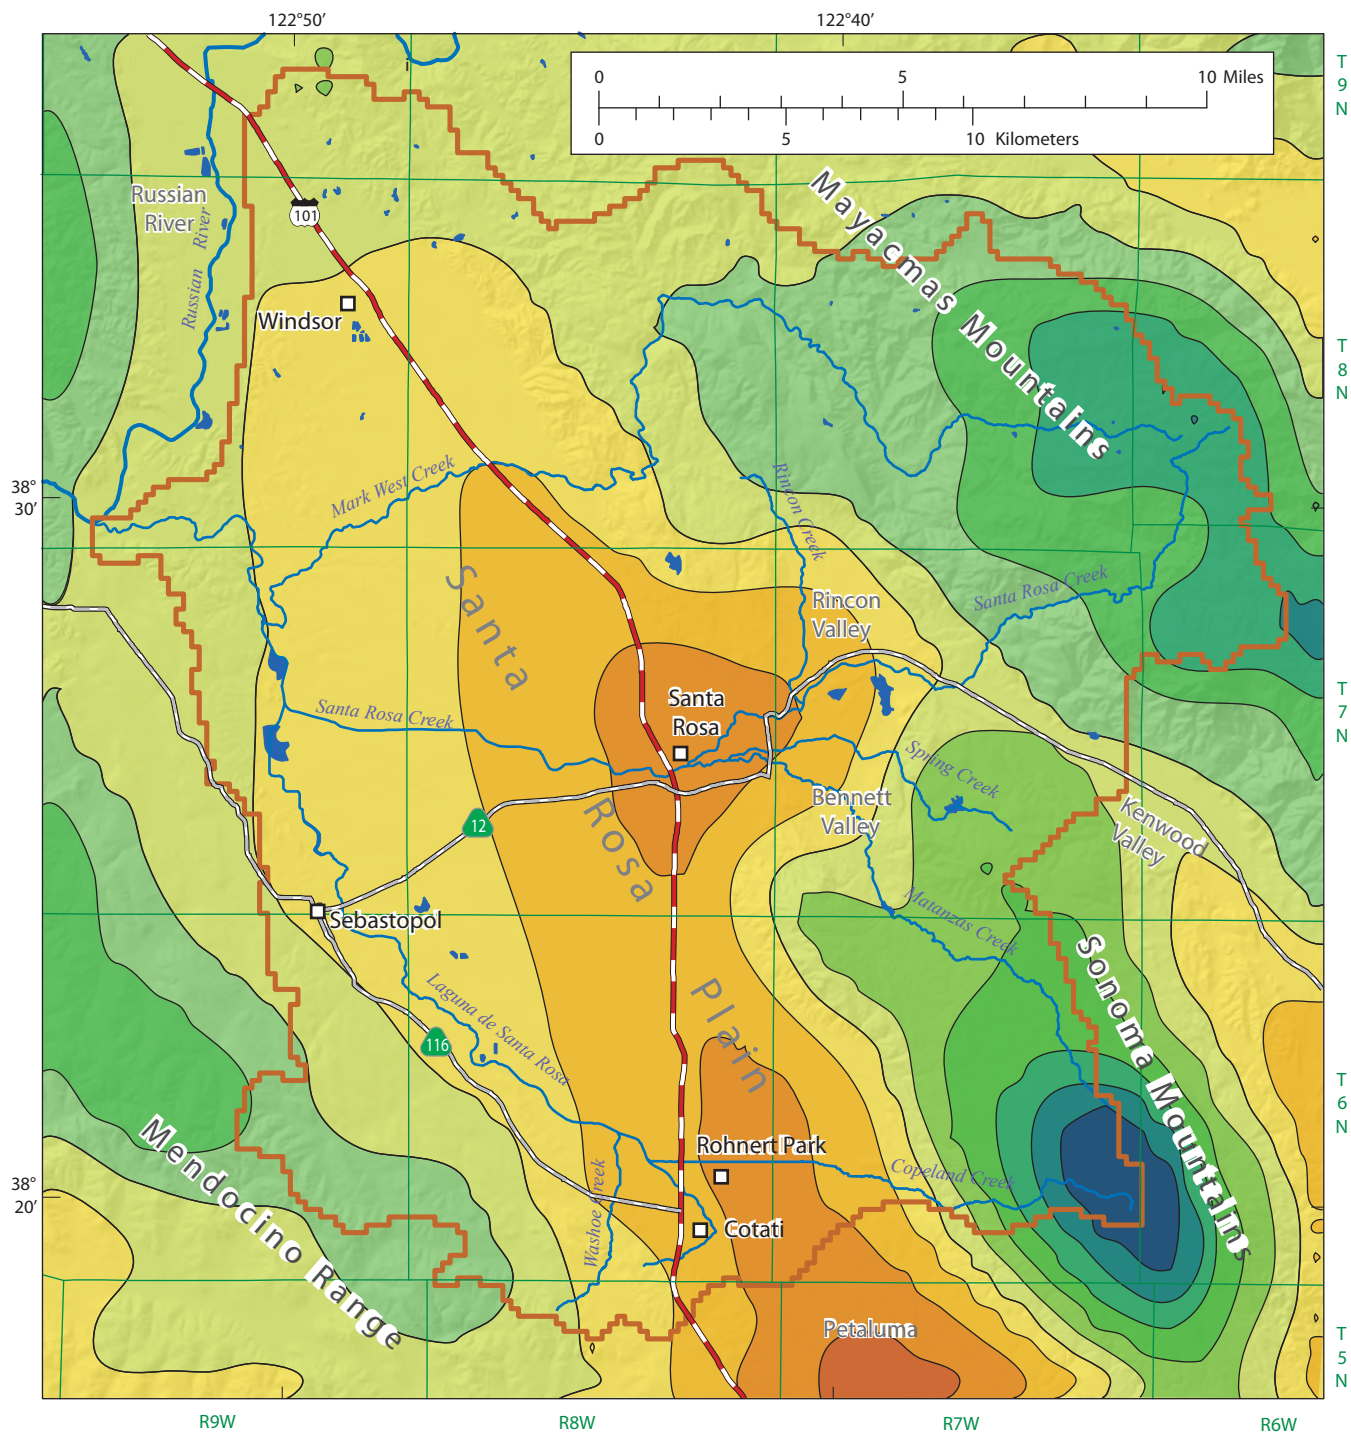 122°50′
122°40′
0
5
10 Miles
0
5
10
Kilometers
T
9
N
Russian
River
Russian River
101
Mayacmas Mountains
Windsor
T
8
N
Mark West Creek
Rincon Creek
38°
30′
Santa
Rincon
Valley
Santa Rosa Creek
Santa
Rosa
T
7
N
Santa Rosa Creek
Spring Creek
Bennett
Valley
Kenwood
Valley
12
Rosa
Sebastopol
Matanzas Creek
Sonoma Mountains
Laguna de Santa Rosa
Plain
116
T
6
N
Mendocino Range
Rohnert Park
Copeland Creek
38°
20′
Washoe Creek
Cotati
Petaluma
T
5
N
R9W
R8W
R7W
R6W